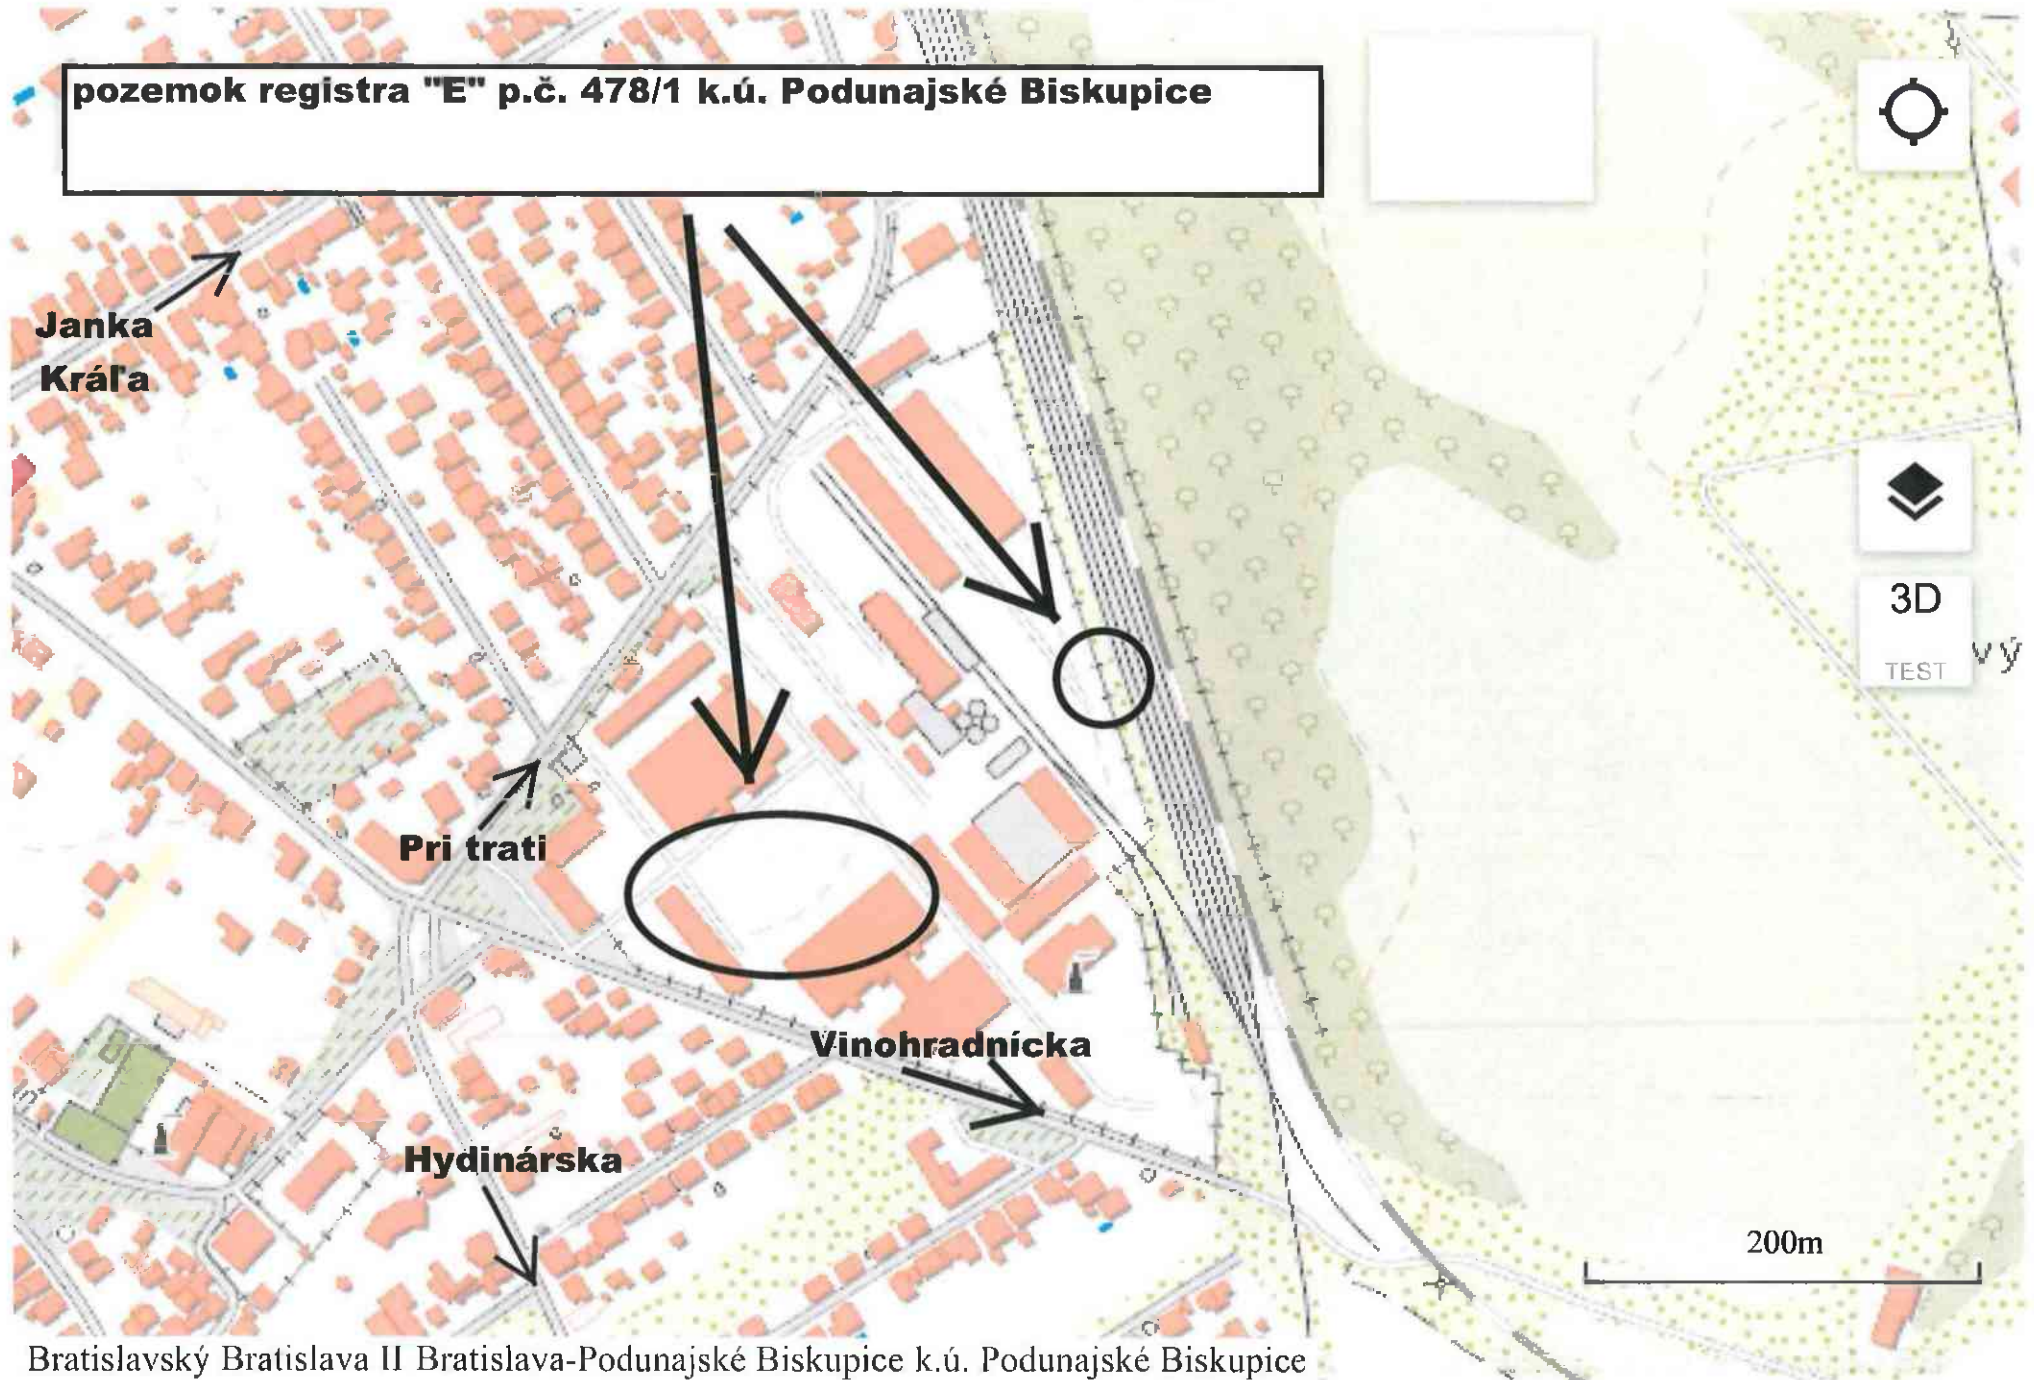 pozemok registra "E" p.č. 478/1 k.ú. Podunajské Biskupice
Janka
Kráľa
3D
TEST
vý
Pri trati
Vinohradnícka
Hydinárska
200m
Bratislavský Bratislava II Bratislava-Podunajské Biskupice k.ú. Podunajské Biskupice